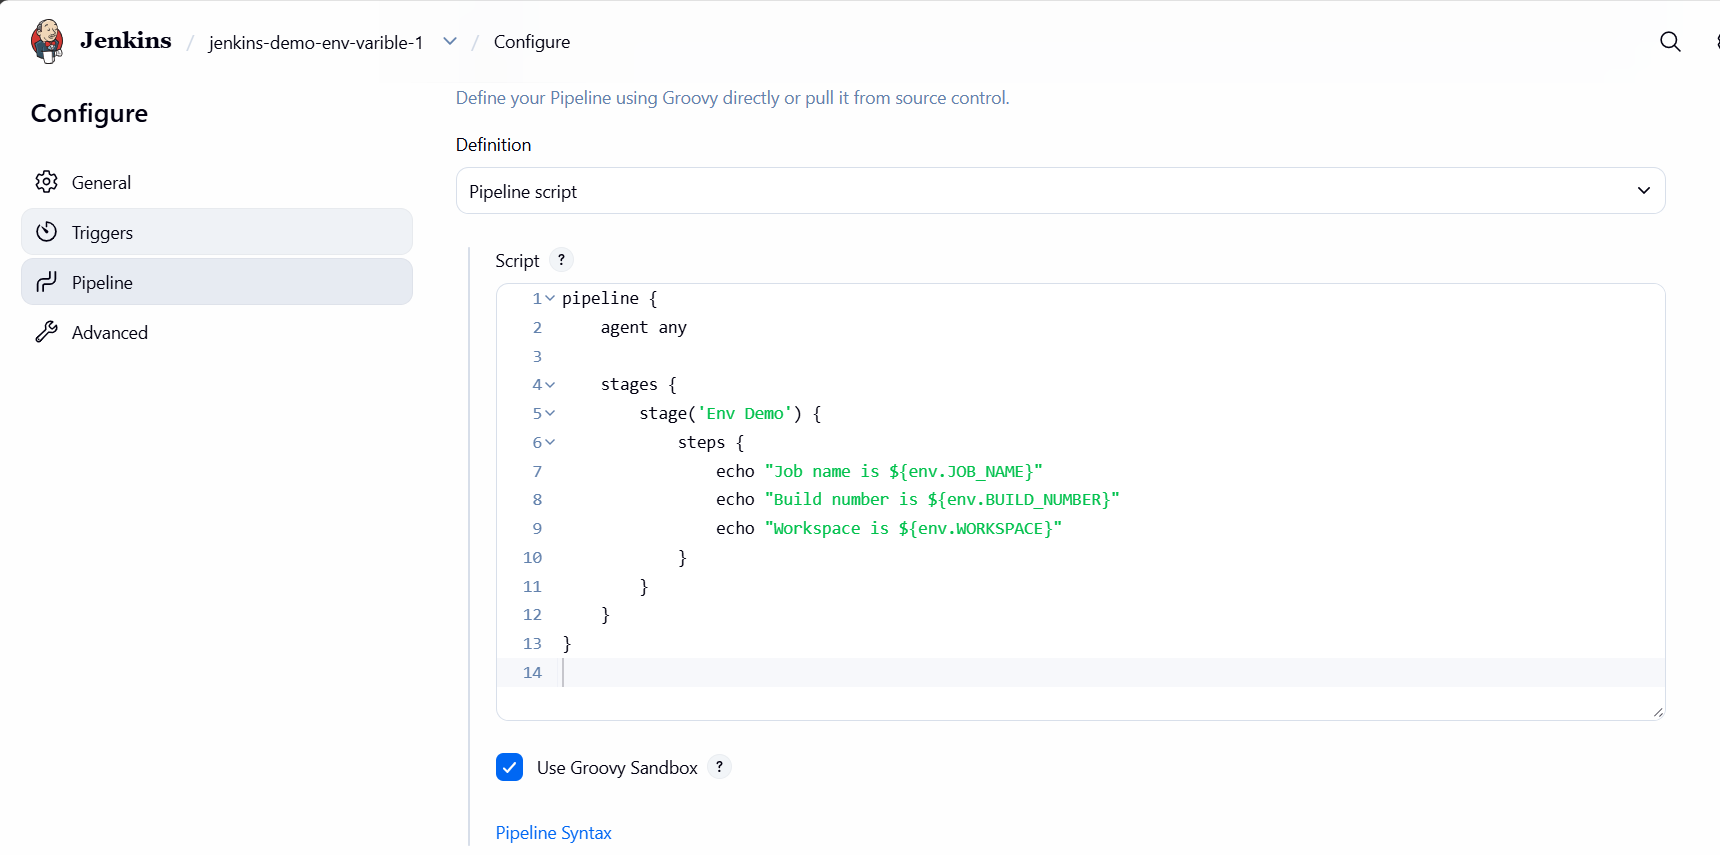 Jenkins / jenkins-demo-env-varible-1 / Configure
Configure
General
Triggers
Pipeline
Advanced
Define your Pipeline using Groovy directly or pull it from source control.
Definition
Pipeline script
Script ?
1 pipeline {
2     agent any
3
4     stages {
5         stage('Env Demo') {
6             steps {
7                 echo "Job name is ${env.JOB_NAME}"
8                 echo "Build number is ${env.BUILD_NUMBER}"
9                 echo "Workspace is ${env.WORKSPACE}"
10             }
11         }
12     }
13 }
14
Use Groovy Sandbox ?
Pipeline Syntax